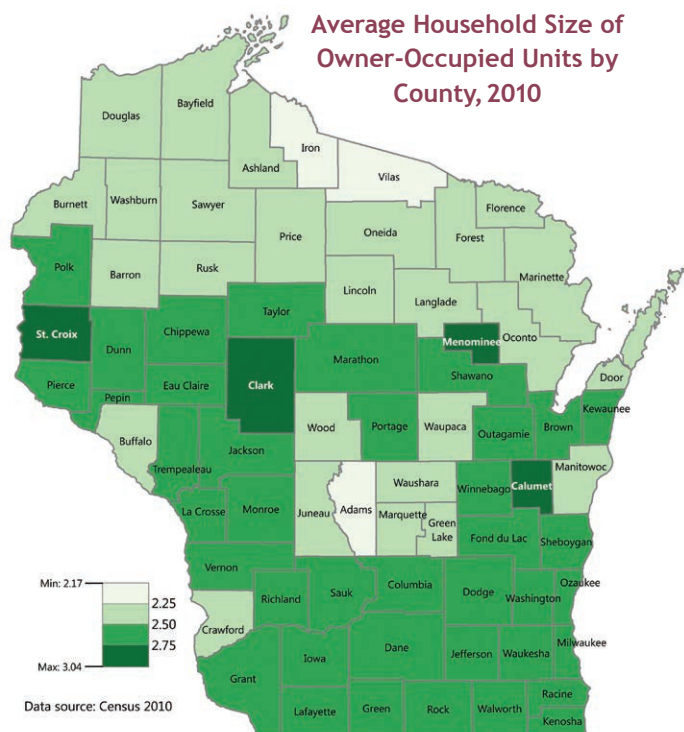 Average Household Size of
Owner-Occupied Units by
County, 2010
Douglas
Bayfield
Ashland
Iron
Vilas
Burnett
Washburn
Sawyer
Price
Oneida
Florence
Forest
Marinette
Polk
Barron
Rusk
Lincoln
Langlade
Oconto
Taylor
St. Croix
Dunn
Chippewa
Clark
Marathon
Menominee
Shawano
Door
Pierce
Pepin
Eau Claire
Buffalo
Trempealeau
Jackson
Wood
Portage
Waupaca
Outagamie
Brown
Kewaunee
Manitowoc
La Crosse
Monroe
Juneau
Adams
Waushara
Marquette
Green
Lake
Winnebago
Calumet
Fond du Lac
Sheboygan
Vernon
Crawford
Richland
Sauk
Columbia
Dodge
Washington
Ozaukee
Grant
Iowa
Dane
Jefferson
Waukesha
Milwaukee
Lafayette
Green
Rock
Walworth
Racine
Kenosha
Min: 2.17
2.25
2.50
2.75
Max: 3.04
Data source: Census 2010